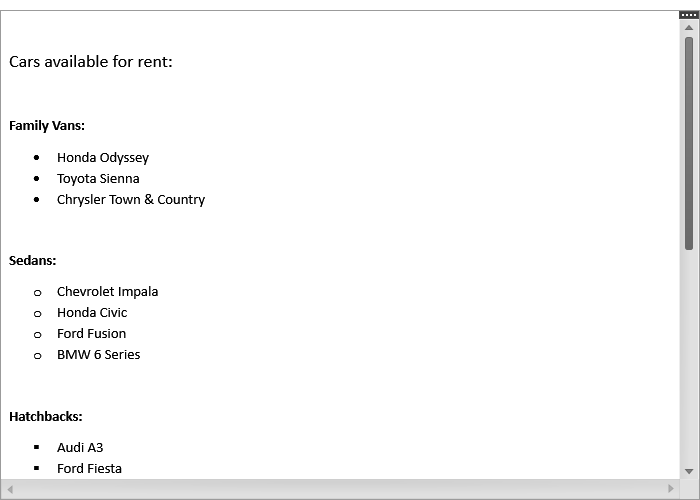 Cars available for rent:
Family Vans:
• Honda Odyssey
• Toyota Sienna
• Chrysler Town & Country
Sedans:
o Chevrolet Impala
o Honda Civic
o Ford Fusion
o BMW 6 Series
Hatchbacks:
▪ Audi A3
▪ Ford Fiesta